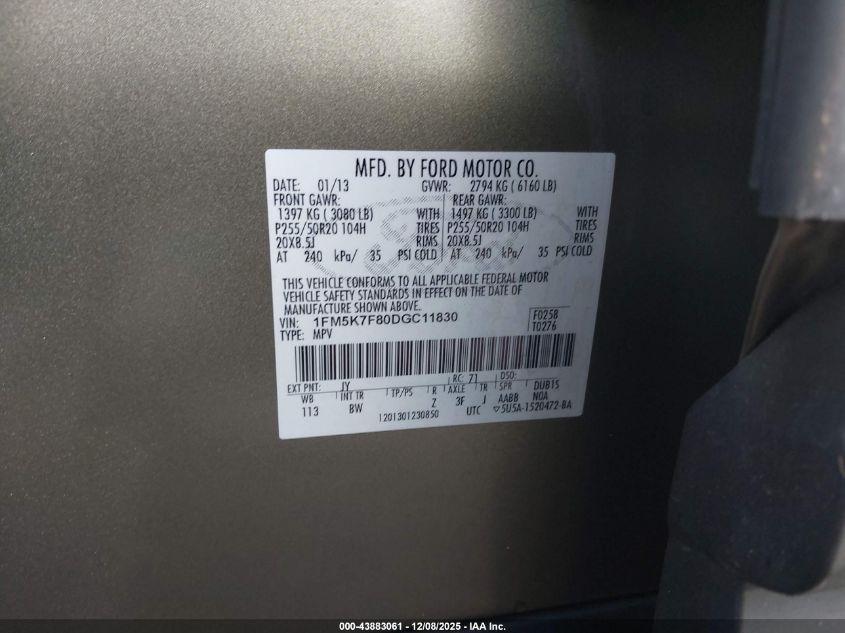 MFD. BY FORD MOTOR CO.
DATE: 01/13 GVWR: 2794 KG ( 6160 LB)
FRONT GAWR: REAR GAWR:
1397 KG ( 3080 LB) WITH 1497 KG ( 3300 LB) WITH
P255/50R20 104H TIRES P255/50R20 104H TIRES
20X8.5J RIMS 20X8.5J RIMS
AT 240 kPa/ 35 PSI COLD AT 240 kPa/ 35 PSI COLD
THIS VEHICLE CONFORMS TO ALL APPLICABLE FEDERAL MOTOR
VEHICLE SAFETY STANDARDS IN EFFECT ON THE DATE OF
MANUFACTURE SHOWN ABOVE.
VIN: 1FM5K7F80DGC11830 F0258
TYPE: MPV T0276
EXT PNT: JY RC: 71 DSO:
WB INT TR TP/PS R AXLE TR SPR DUB1S
113 BW Z 3F J AABB NOA
1201301230850 UTC ▽5U5A-1520472-BA
000-43883061 - 12/08/2025 - IAA Inc.